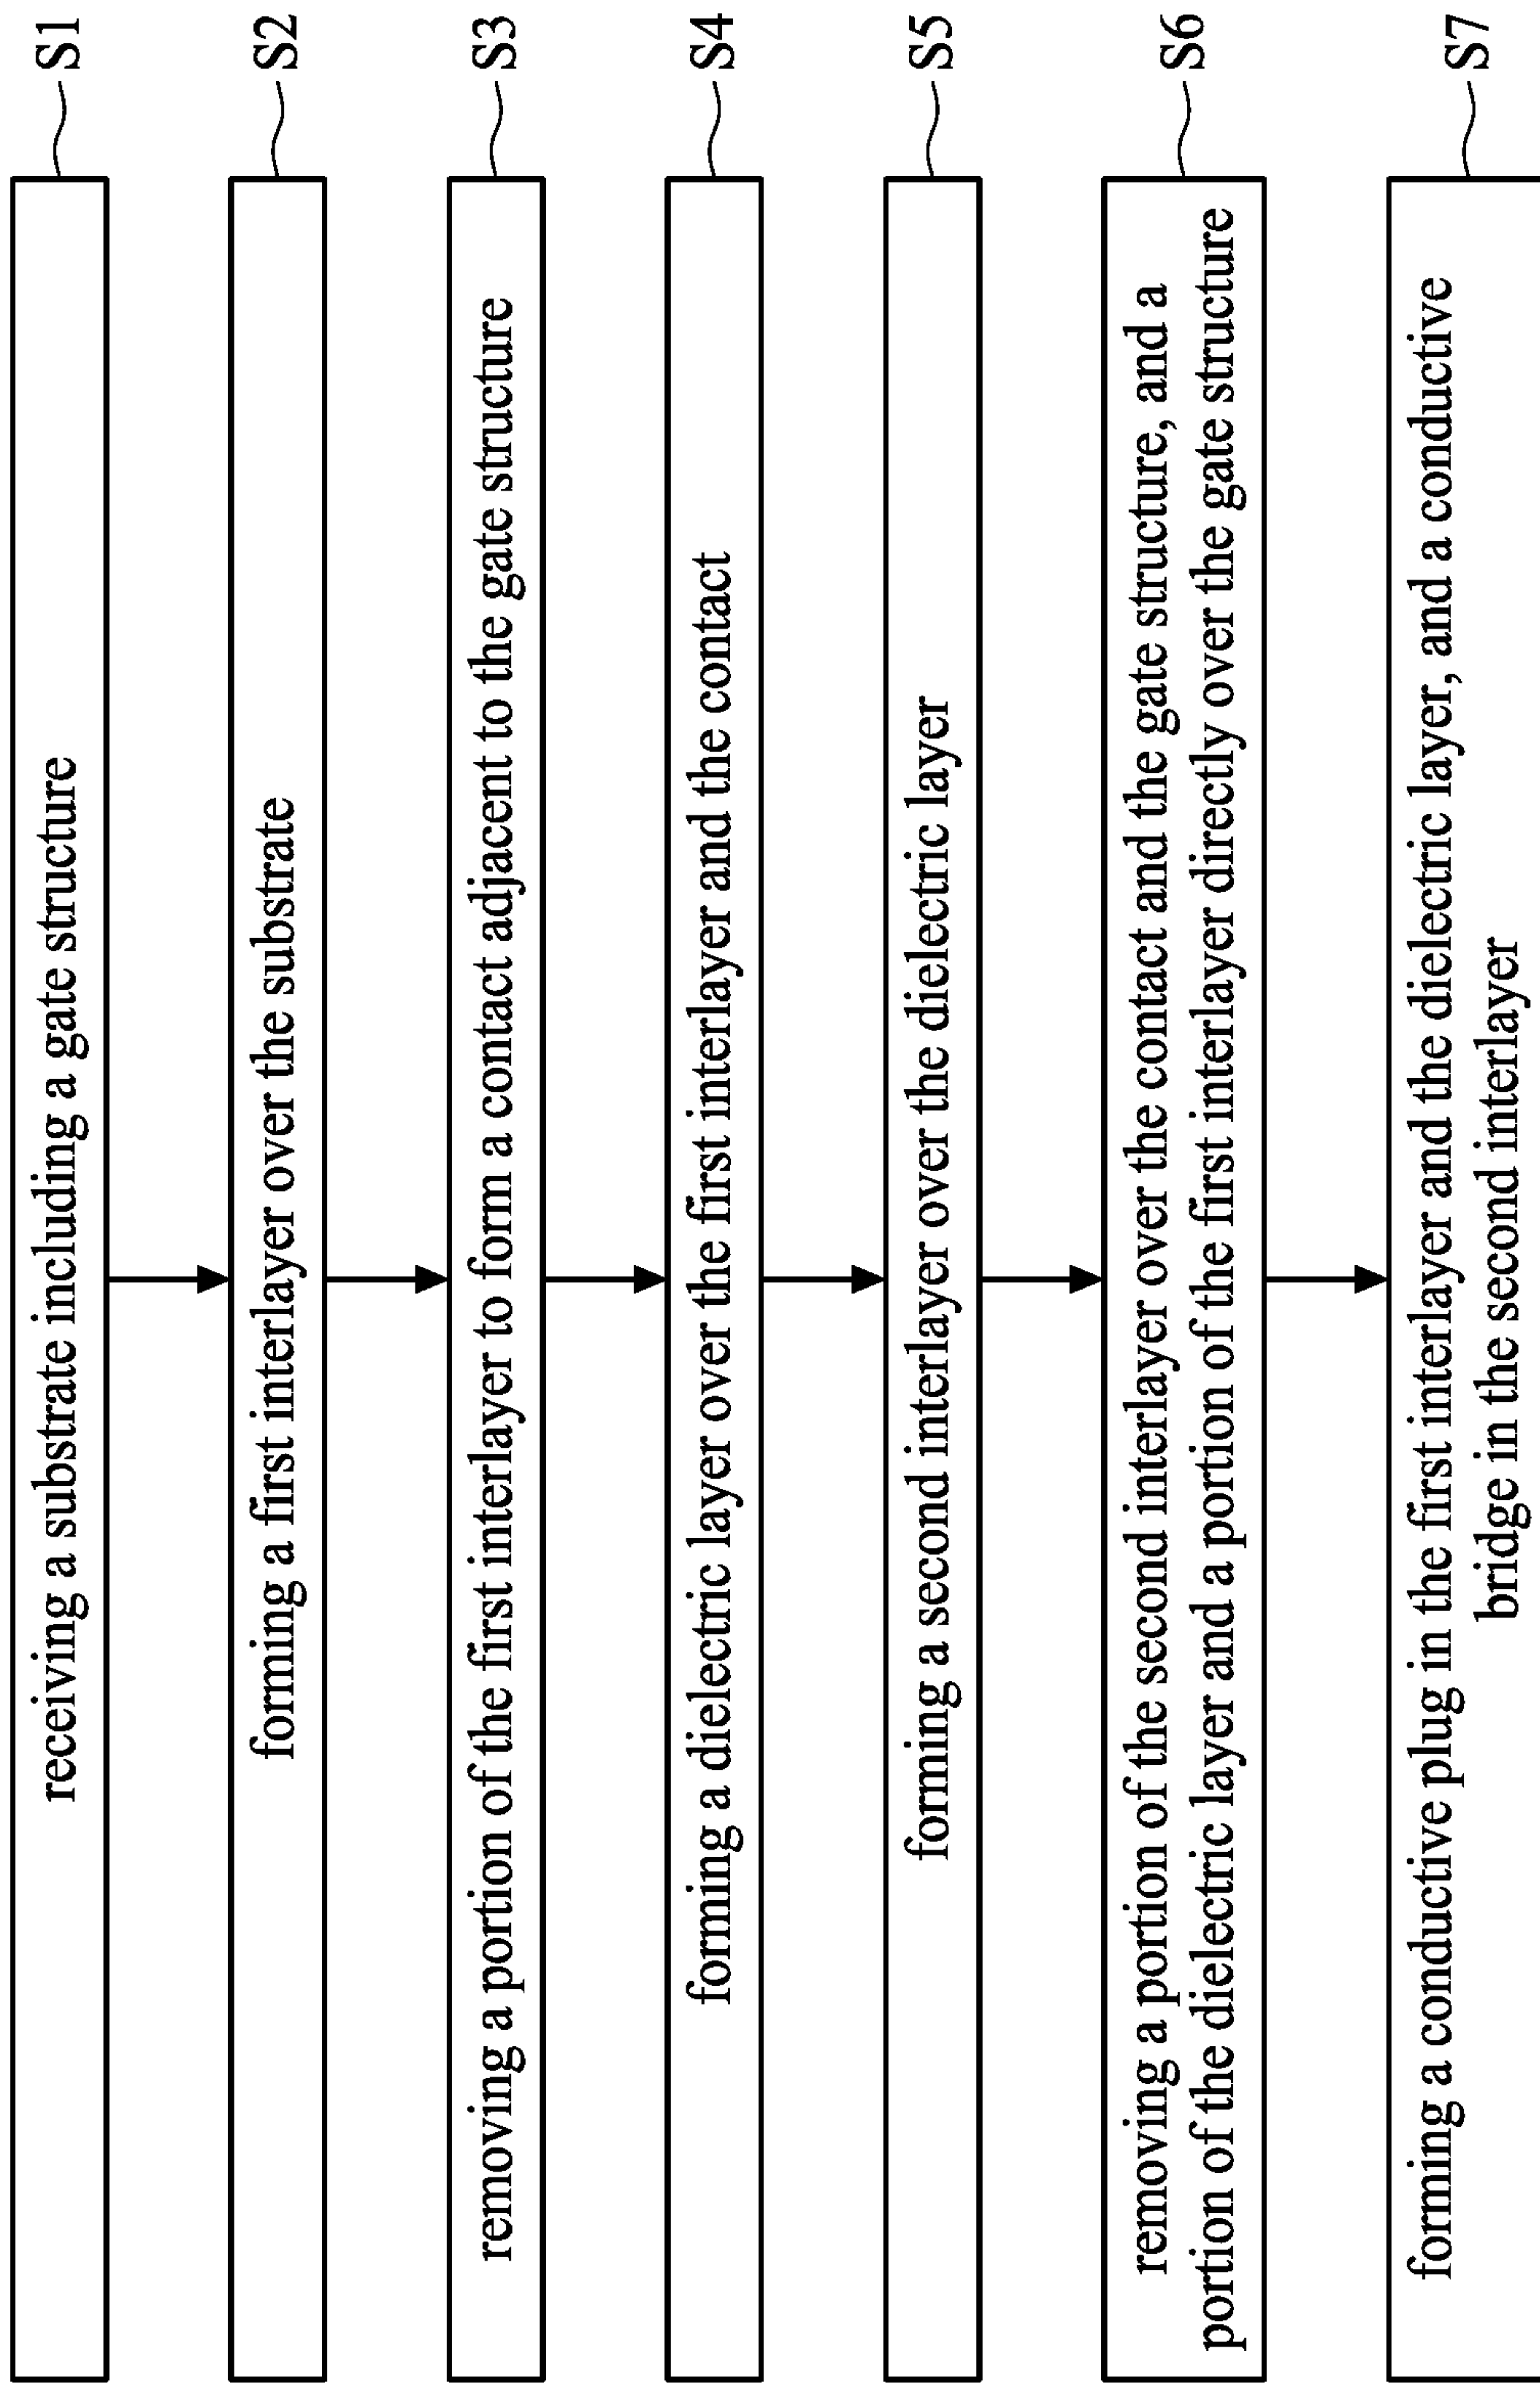 receiving a substrate including a gate structure
S1
forming a first interlayer over the substrate
S2
removing a portion of the first interlayer to form a contact adjacent to the gate structure
S3
forming a dielectric layer over the first interlayer and the contact
S4
forming a second interlayer over the dielectric layer
S5
removing a portion of the second interlayer over the contact and the gate structure, and a
portion of the dielectric layer and a portion of the first interlayer directly over the gate structure
S6
forming a conductive plug in the first interlayer and the dielectric layer, and a conductive
bridge in the second interlayer
S7